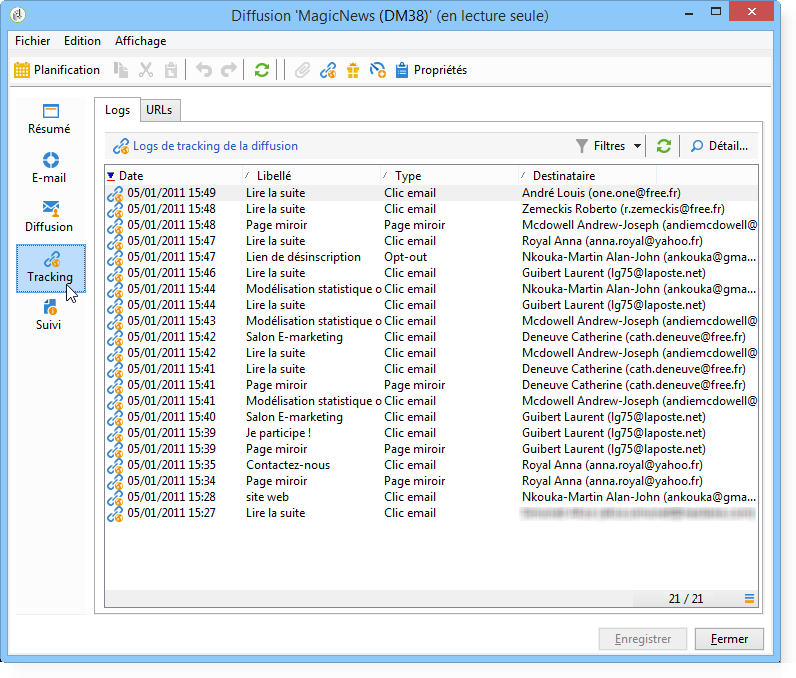 Diffusion 'MagicNews (DM38)' (en lecture seule)
Fichier Edition Affichage
Planification Propriétés
Résumé
E-mail
Diffusion
Tracking
Suivi
Logs URLs
Logs de tracking de la diffusion Filtres Détail...
Date Libellé Type Destinataire
05/01/2011 15:49 Lire la suite Clic email André Louis (one.one@free.fr)
05/01/2011 15:48 Lire la suite Clic email Zemeckis Roberto (r.zemeckis@free.fr)
05/01/2011 15:48 Page miroir Page miroir Mcdowell Andrew-Joseph (andiemcdowell@
05/01/2011 15:47 Lire la suite Clic email Royal Anna (anna.royal@yahoo.fr)
05/01/2011 15:47 Lien de désinscription Opt-out Nkouka-Martin Alan-John (ankouka@gma...
05/01/2011 15:46 Lire la suite Clic email Guibert Laurent (lg75@laposte.net)
05/01/2011 15:44 Modélisation statistique o Clic email Nkouka-Martin Alan-John (ankouka@gma...
05/01/2011 15:44 Lire la suite Clic email Guibert Laurent (lg75@laposte.net)
05/01/2011 15:43 Modélisation statistique o Clic email Mcdowell Andrew-Joseph (andiemcdowell@
05/01/2011 15:42 Salon E-marketing Clic email Deneuve Catherine (cath.deneuve@free.fr)
05/01/2011 15:42 Lire la suite Clic email Mcdowell Andrew-Joseph (andiemcdowell@
05/01/2011 15:41 Lire la suite Clic email Deneuve Catherine (cath.deneuve@free.fr)
05/01/2011 15:41 Page miroir Page miroir Deneuve Catherine (cath.deneuve@free.fr)
05/01/2011 15:41 Modélisation statistique o Clic email Mcdowell Andrew-Joseph (andiemcdowell@
05/01/2011 15:40 Salon E-marketing Clic email Guibert Laurent (lg75@laposte.net)
05/01/2011 15:39 Je participe ! Clic email Guibert Laurent (lg75@laposte.net)
05/01/2011 15:39 Page miroir Page miroir Guibert Laurent (lg75@laposte.net)
05/01/2011 15:35 Contactez-nous Clic email Royal Anna (anna.royal@yahoo.fr)
05/01/2011 15:34 Page miroir Page miroir Royal Anna (anna.royal@yahoo.fr)
05/01/2011 15:28 site web Clic email Nkouka-Martin Alan-John (ankouka@gma...
05/01/2011 15:27 Lire la suite Clic email
21 / 21
Enregistrer Fermer